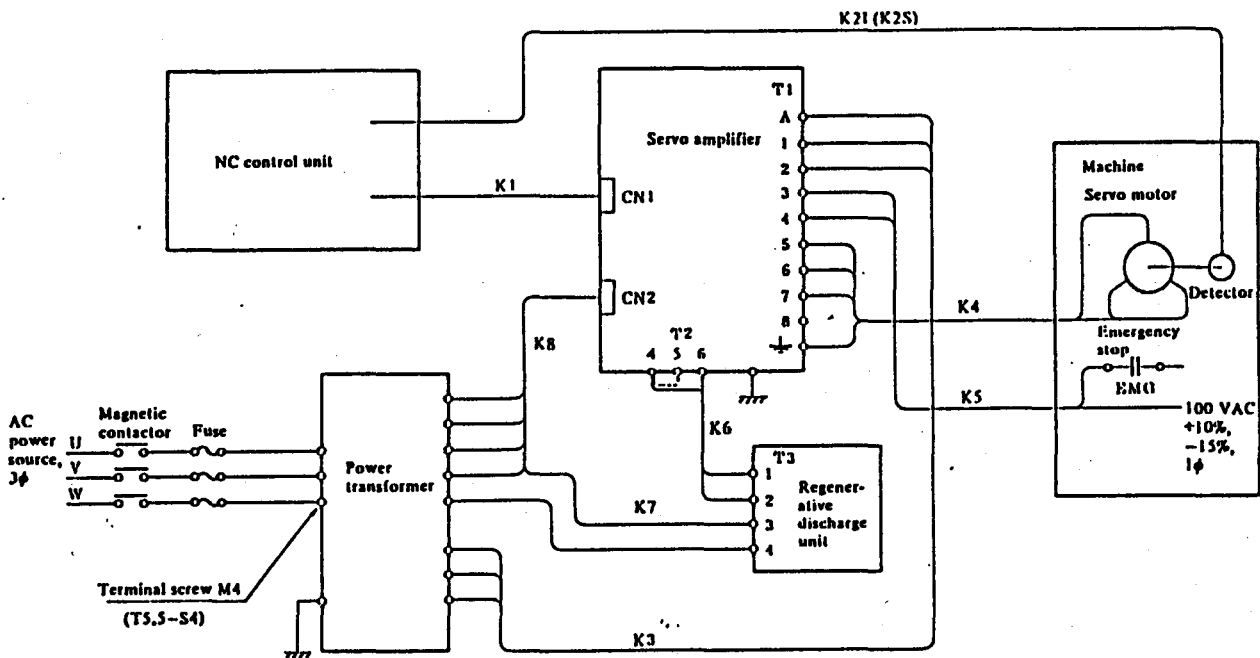 K21 (K2S)
NC control unit
K1
Servo amplifier
CN1
CN2
T1
A
1
2
3
4
5
6
7
8
T2
4 5 6
K8
K6
K4
K5
Machine
Servo motor
Detector
Emergency
stop
EMG
100 VAC
+10%,
−15%,
1ϕ
AC
power
source,
3ϕ
U
V
W
Magnetic
contactor
Fuse
Power
transformer
Terminal screw M4
(T5.5−S4)
K7
K3
T3
1
2
3
4
Regener-
ative
discharge
unit